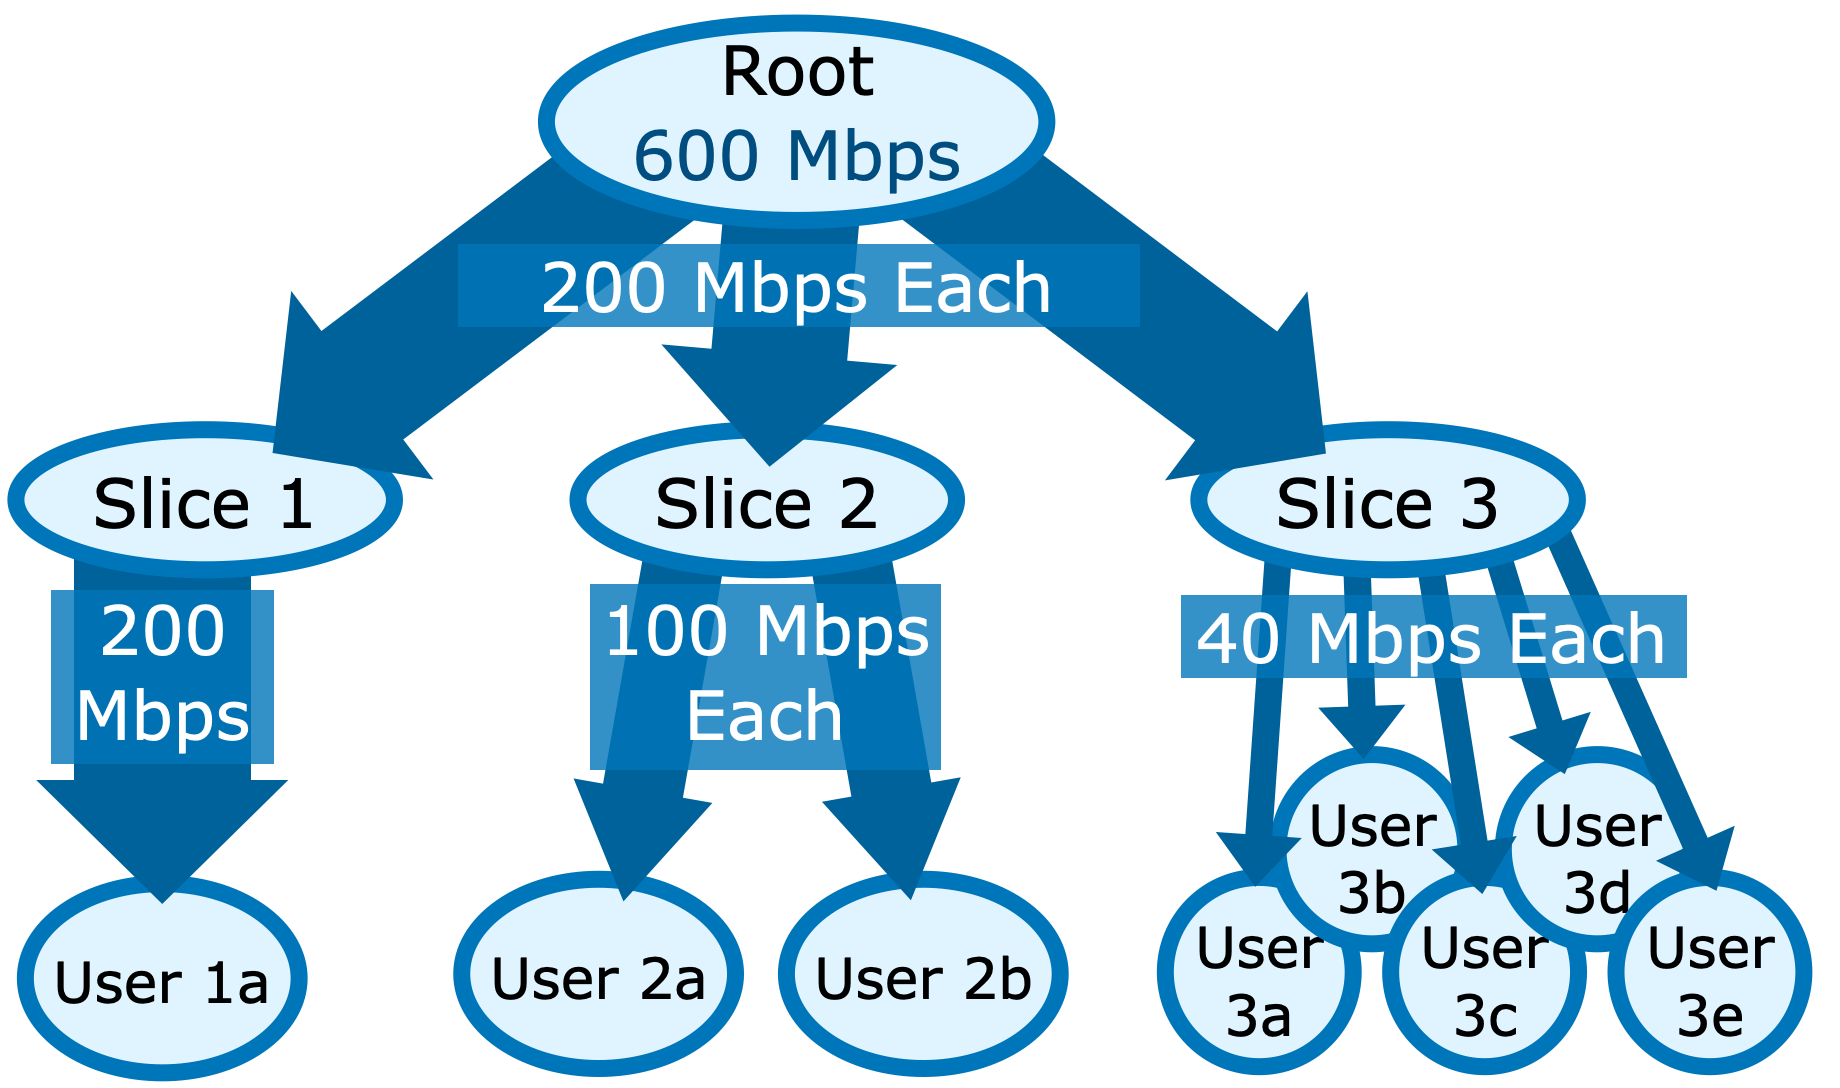 Root
600 Mbps
200 Mbps Each
Slice 1
Slice 2
Slice 3
200
Mbps
100 Mbps
Each
40 Mbps Each
User 1a
User 2a
User 2b
User
3a
User
3b
User
3c
User
3d
User
3e